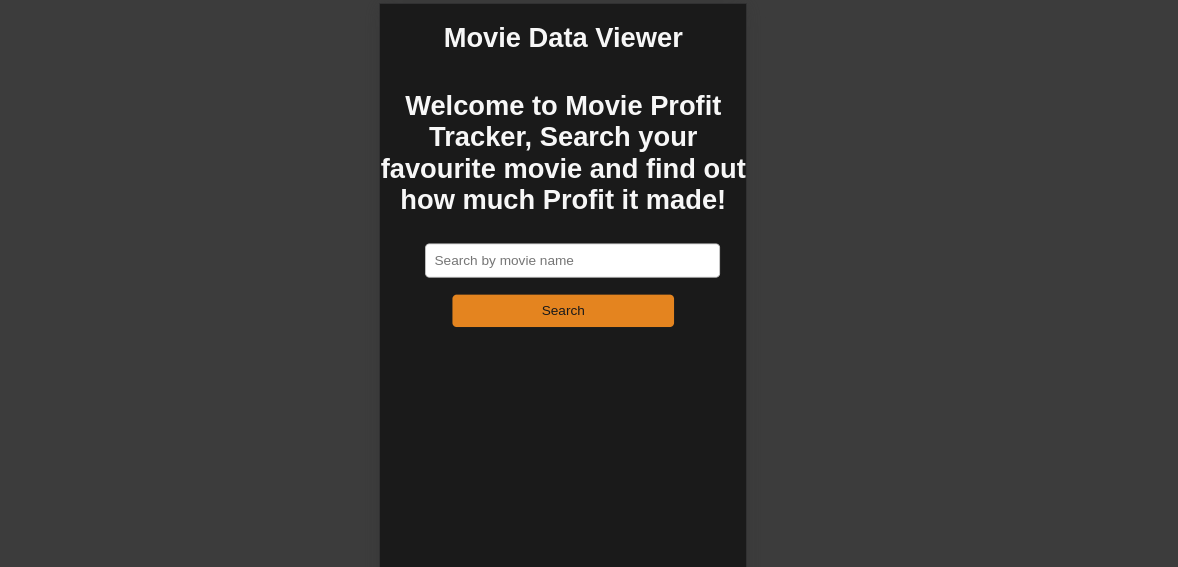 Movie Data Viewer
Welcome to Movie Profit
Tracker, Search your
favourite movie and find out
how much Profit it made!
Search by movie name
Search